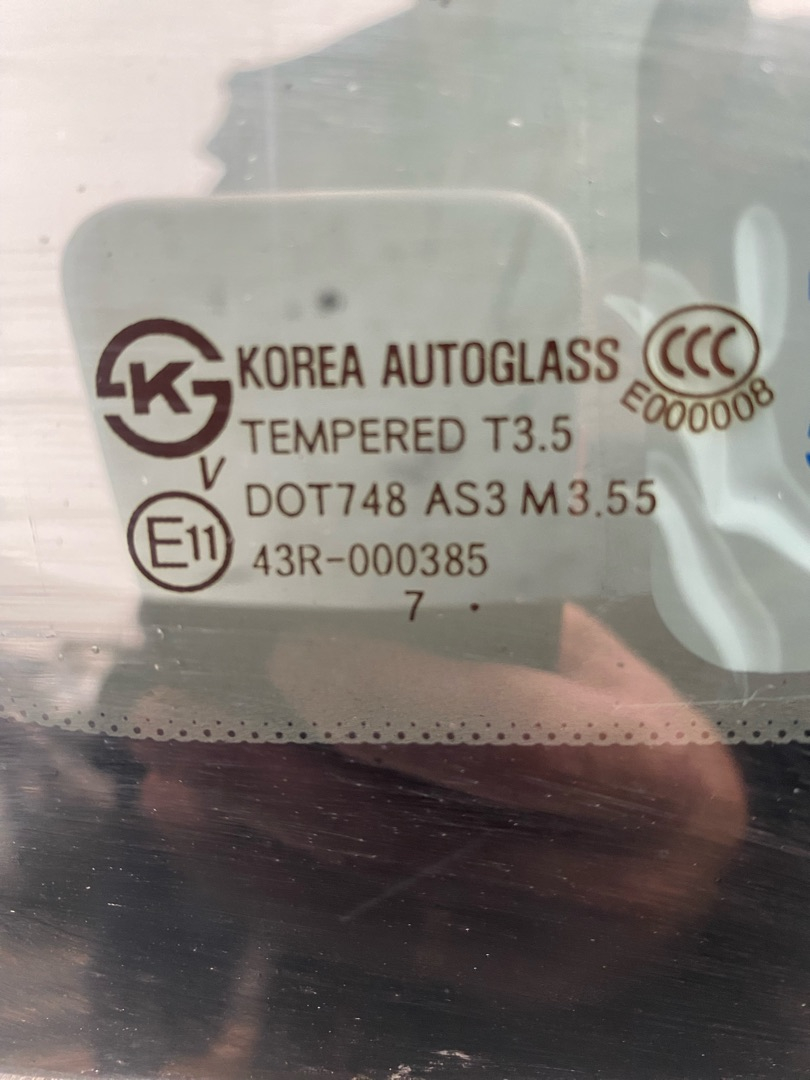 K KOREA AUTOGLASS CCC
E000008
TEMPERED T3.5
V
DOT748 AS3 M3.55
E11 43R-000385
7 .